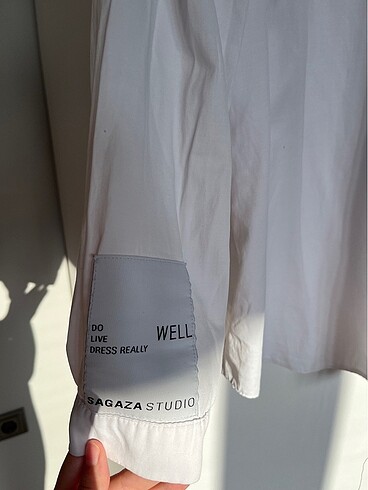 DO
LIVE WELL
DRESS REALLY
SAGAZA STUDIO